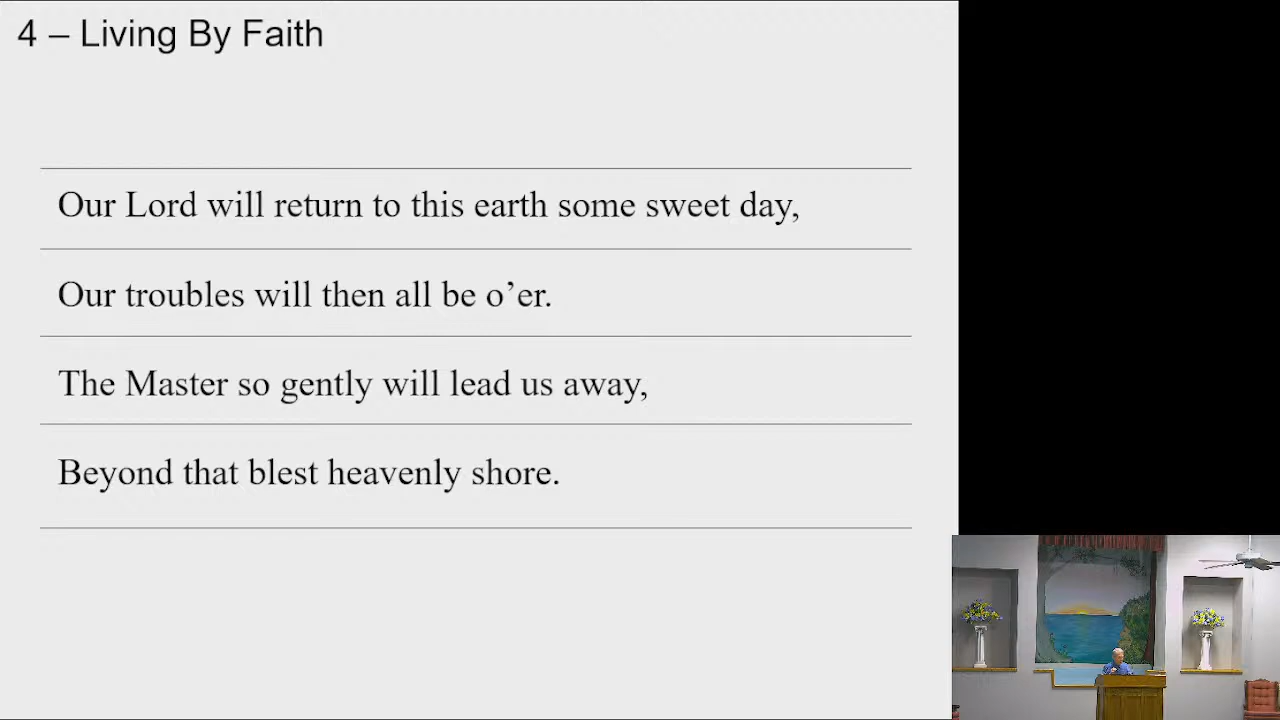 4 – Living By Faith
Our Lord will return to this earth some sweet day,
Our troubles will then all be o’er.
The Master so gently will lead us away,
Beyond that blest heavenly shore.